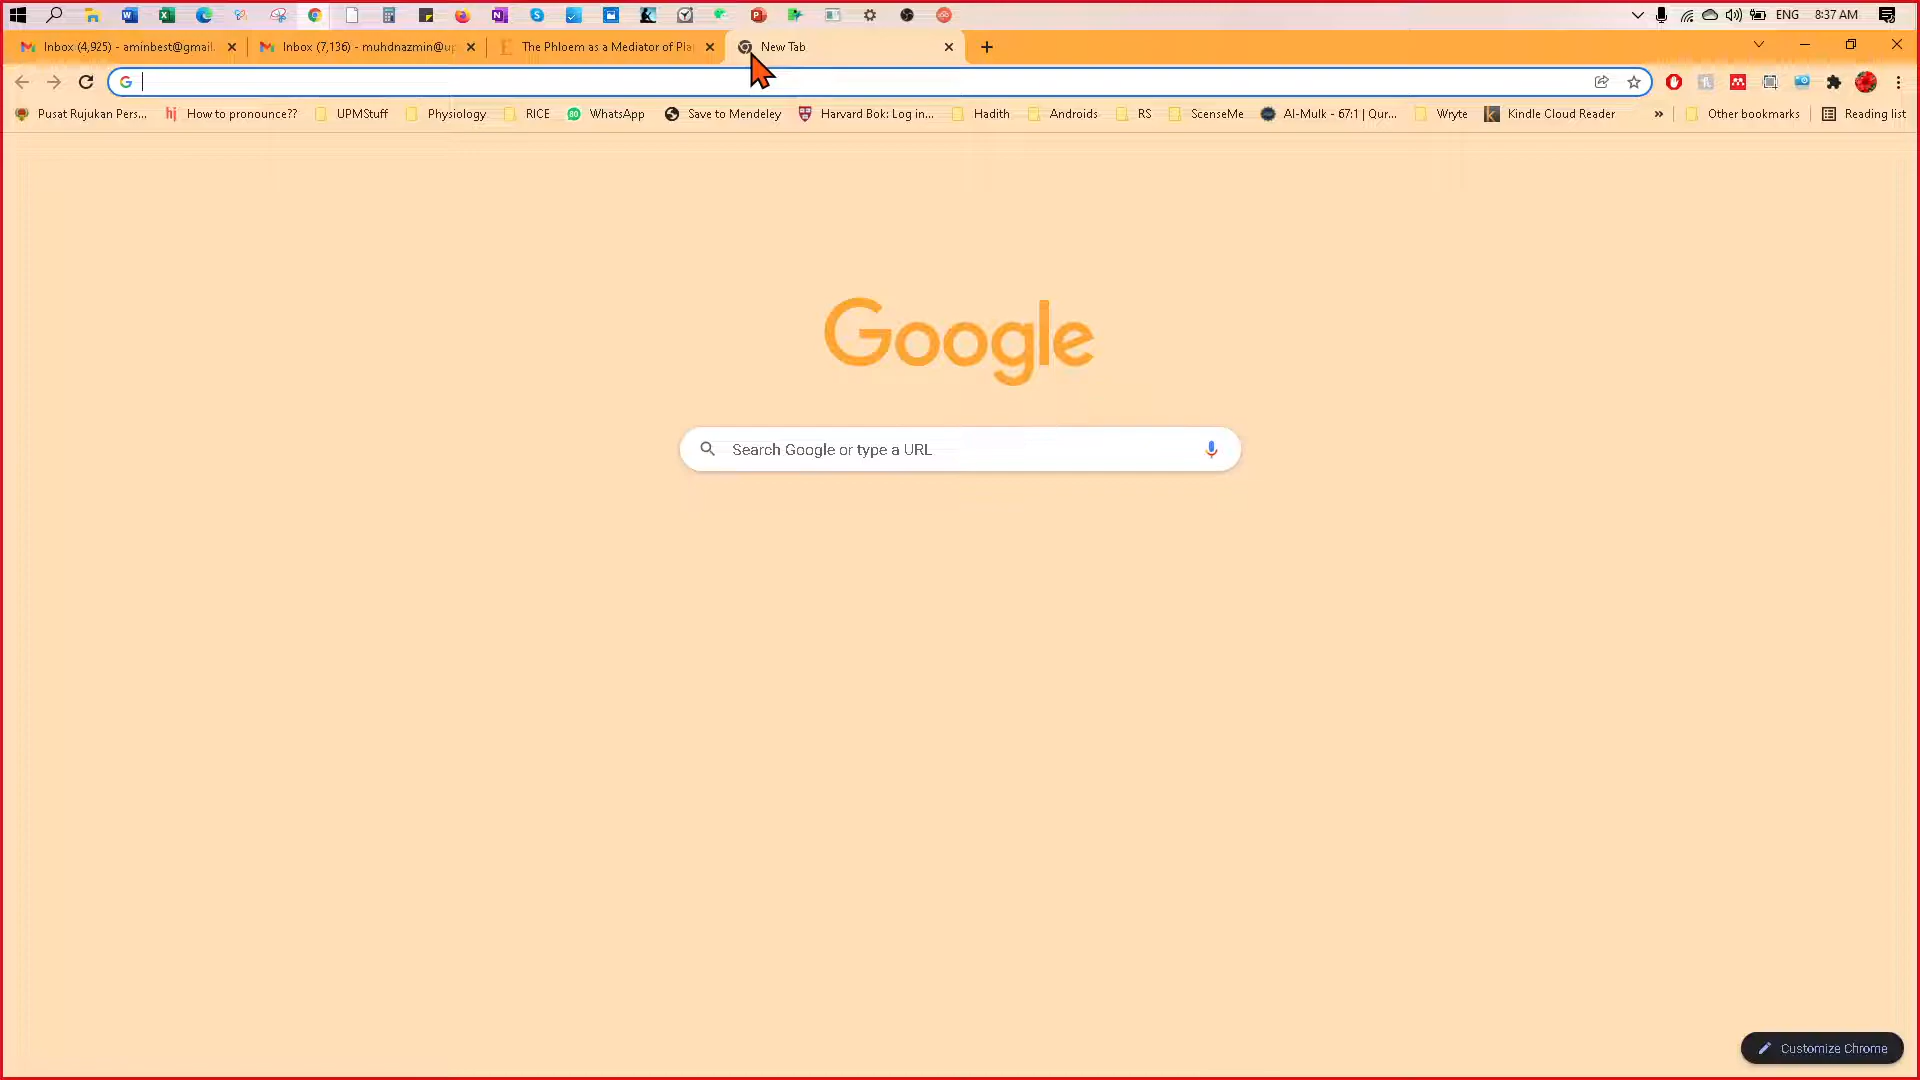 ENG 8:37 AM
Inbox (4,925) - aminbest@gmail. Inbox (7,136) - muhdnazmin@up The Phloem as a Mediator of Pla New Tab
Pusat Rujukan Pers... How to pronounce?? UPMStuff Physiology RICE WhatsApp Save to Mendeley Harvard Bok: Log in... Hadith Androids RS ScenseMe Al-Mulk - 67:1 | Qur... Wryte Kindle Cloud Reader » Other bookmarks Reading list
Google
Search Google or type a URL
Customize Chrome